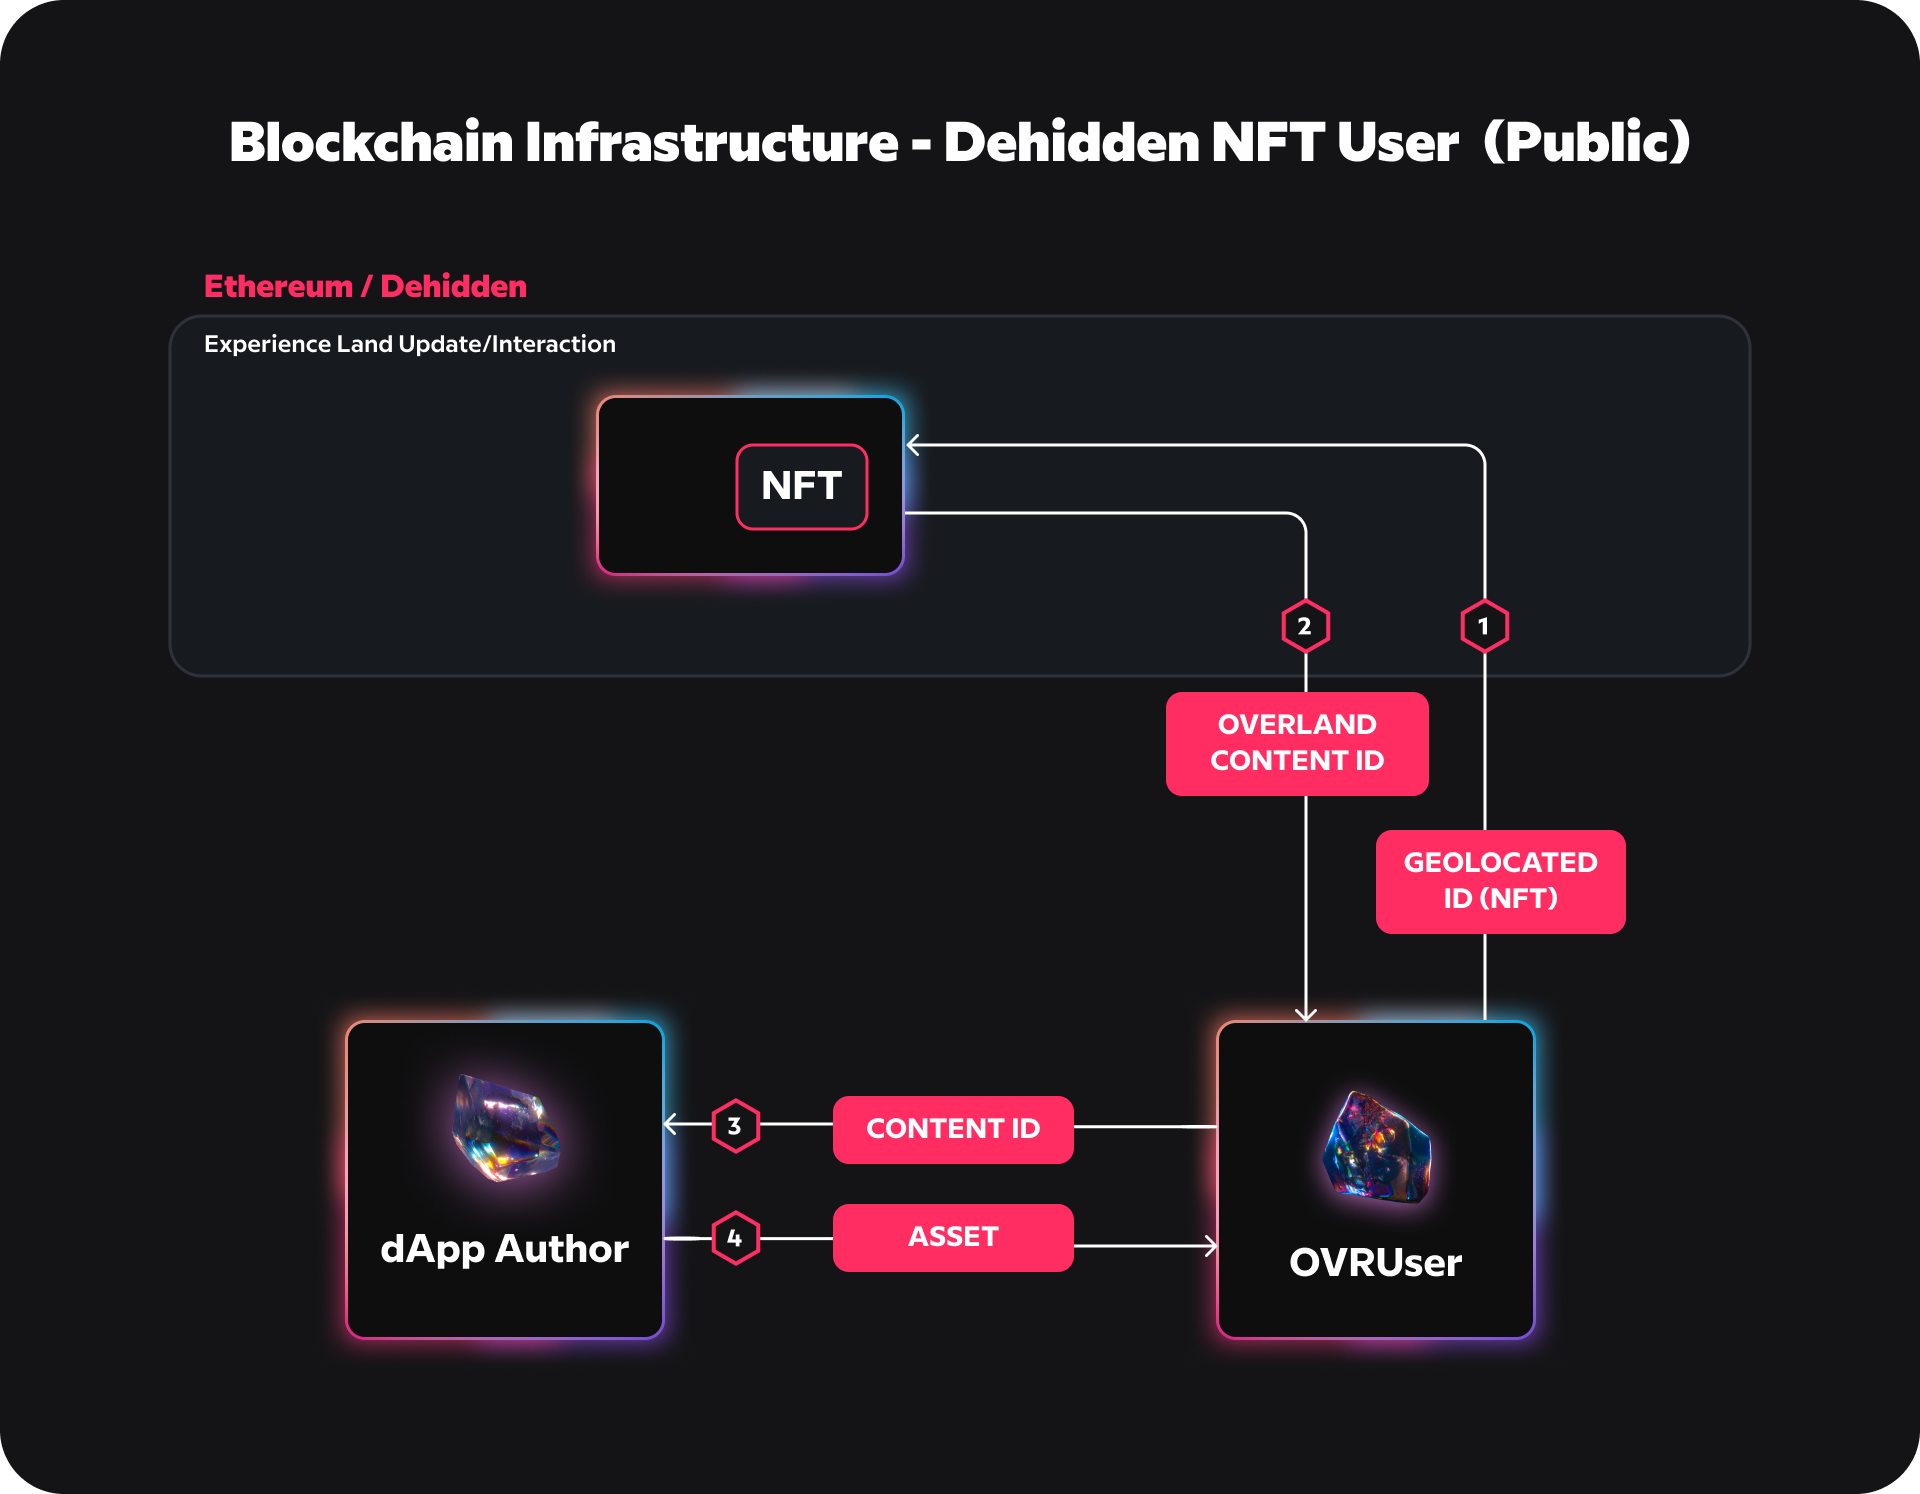 Blockchain Infrastructure - Dehidden NFT User (Public)
Ethereum / Dehidden
Experience Land Update/Interaction
NFT
2
1
OVERLAND
CONTENT ID
GEOLOCATED
ID (NFT)
3
CONTENT ID
4
ASSET
dApp Author
OVRUser